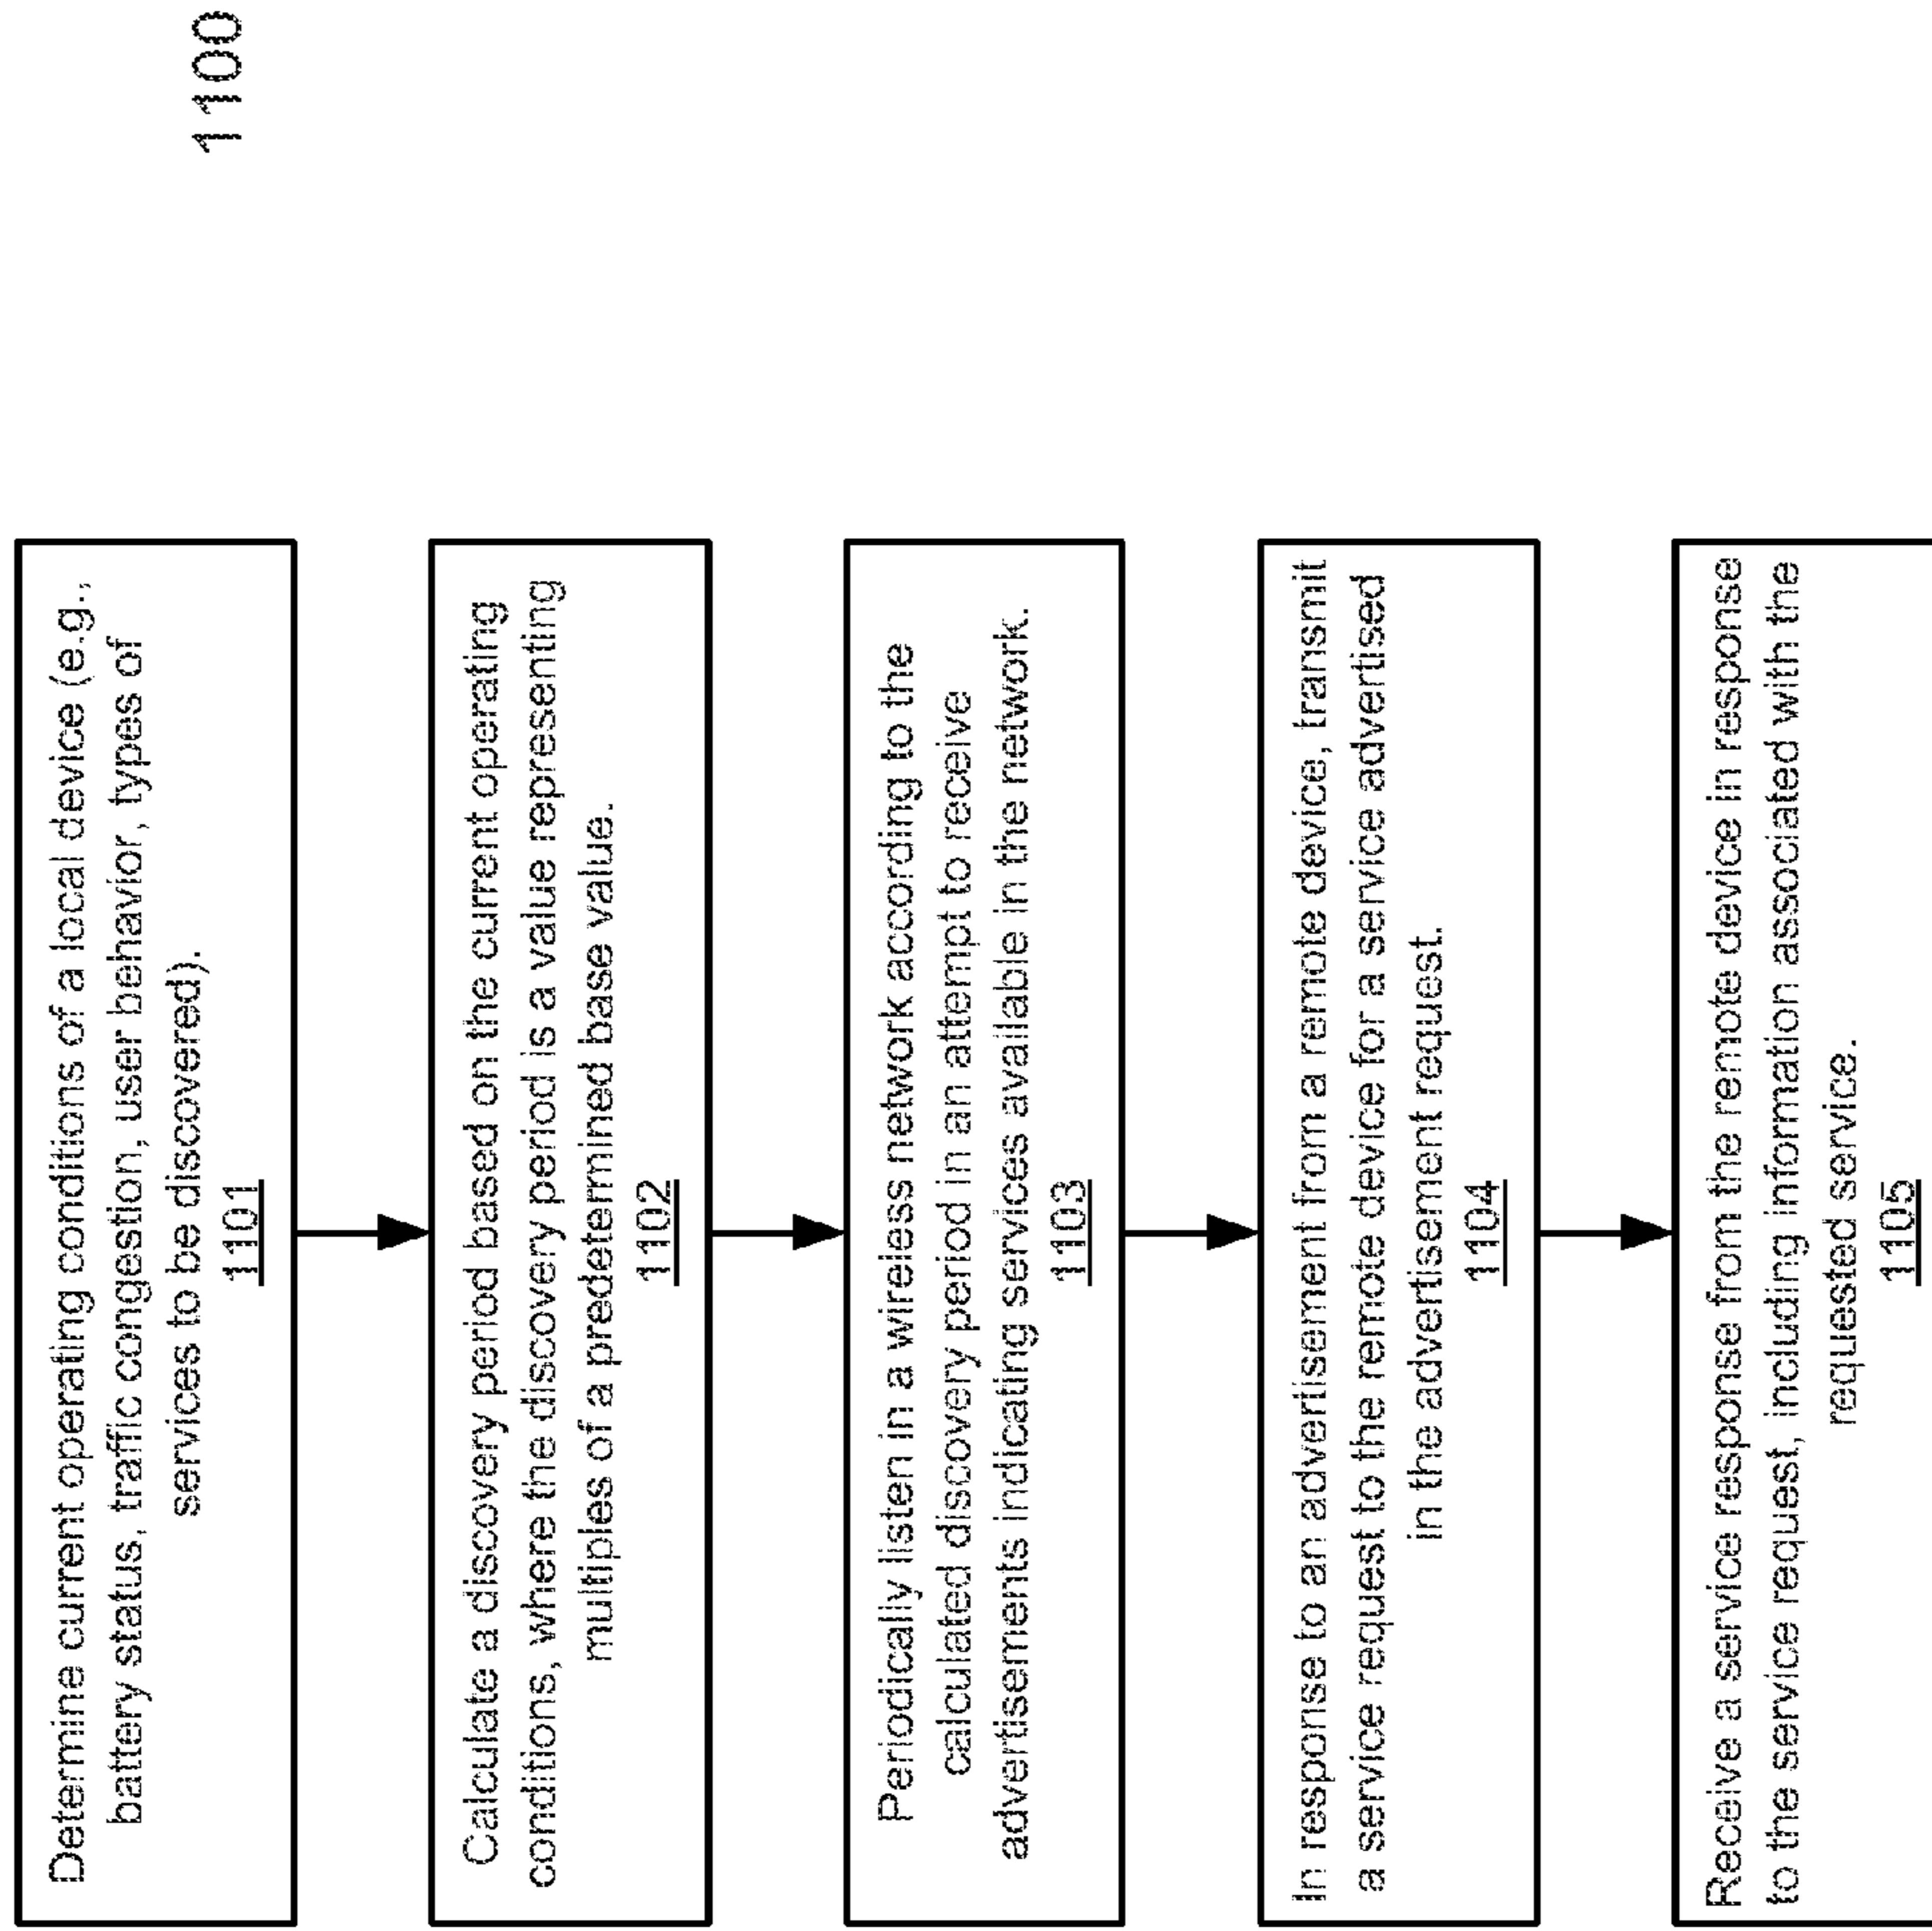 1100
Determine current operating conditions of a local device (e.g.,
battery status, traffic congestion, user behavior, types of
services to be discovered).
1101
Calculate a discovery period based on the current operating
conditions, where the discovery period is a value representing
multiples of a predetermined base value.
1102
Periodically listen in a wireless network according to the
calculated discovery period in an attempt to receive
advertisements indicating services available in the network.
1103
In response to an advertisement from a remote device, transmit
a service request to the remote device for a service advertised
in the advertisement request.
1104
Receive a service response from the remote device in response
to the service request, including information associated with the
requested service.
1105